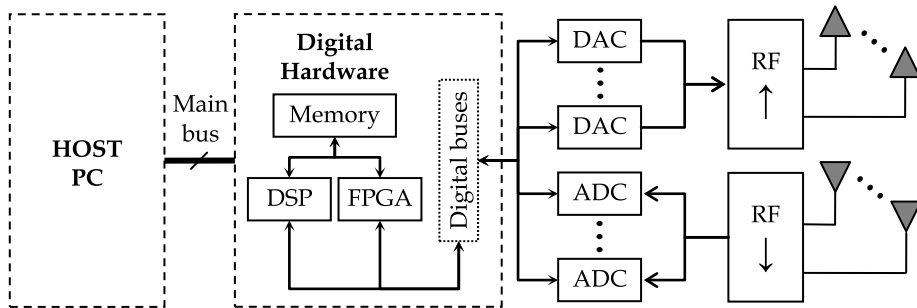 HOST
PC
Main
bus
Digital
Hardware
Memory
DSP
FPGA
Digital buses
DAC
DAC
ADC
ADC
RF
RF